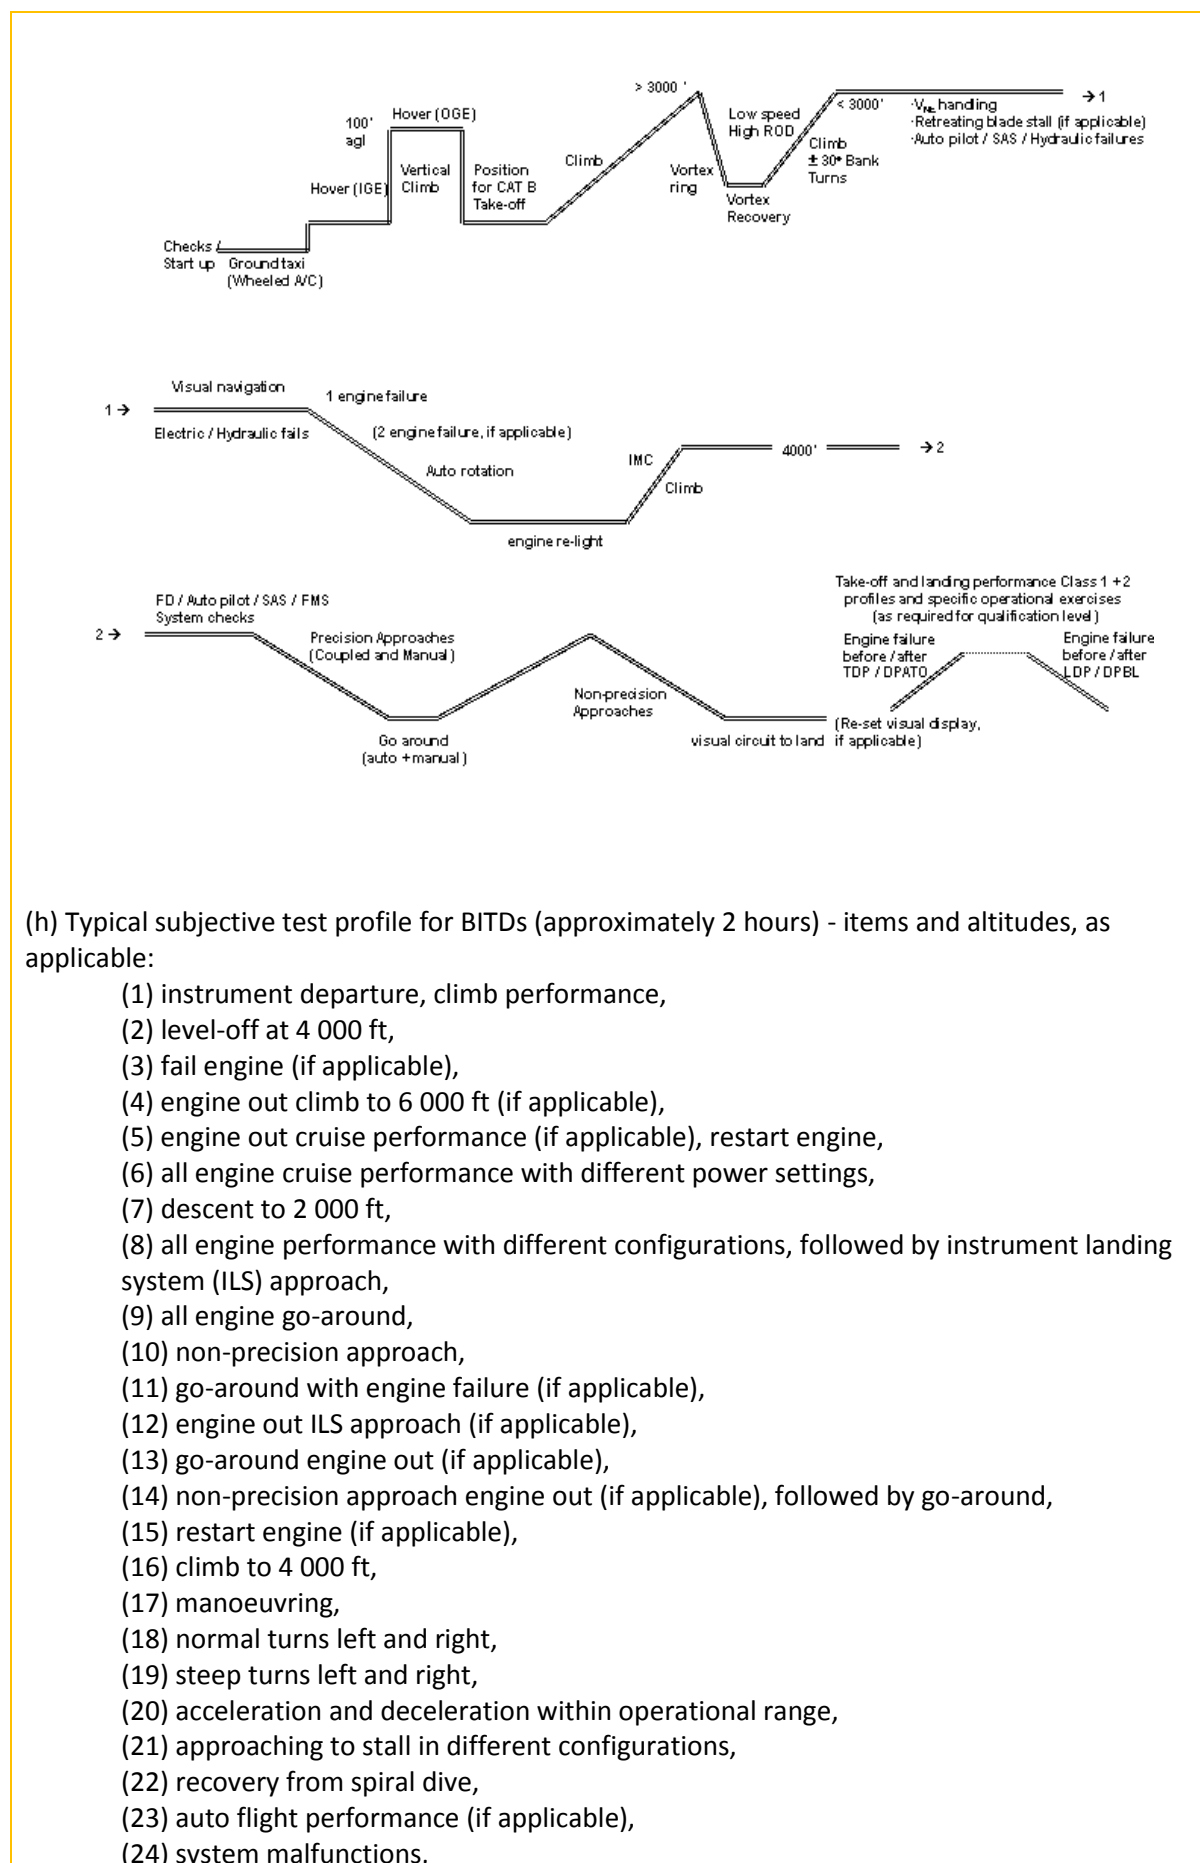 > 3000 '
Hover (OGE)
100'
agl
Low speed
High ROD
< 3000'
·VNE handling
·Retreating blade stall (if applicable)
·Auto pilot / SAS / Hydraulic failures
→ 1
Hover (IGE)
Vertical
Climb
Position
for CAT B
Take-off
Climb
Vortex
ring
Vortex
Recovery
Climb
± 30° Bank
Turns
Checks /
Start up
Ground taxi
(Wheeled A/C)
1 →
Visual navigation
Electric / Hydraulic fails
1 engine failure
(2 engine failure, if applicable)
Auto rotation
engine re-light
IMC
Climb
4000'
→ 2
2 →
FD / Auto pilot / SAS / FMS
System checks
Precision Approaches
(Coupled and Manual)
Go around
(auto + manual)
Non-precision
Approaches
visual circuit to land
(Re-set visual display,
if applicable)
Take-off and landing performance Class 1 + 2
profiles and specific operational exercises
(as required for qualification level)
Engine failure
before / after
TDP / DPATO
Engine failure
before / after
LDP / DPBL
(h) Typical subjective test profile for BITDs (approximately 2 hours) - items and altitudes, as
applicable:
(1) instrument departure, climb performance,
(2) level-off at 4 000 ft,
(3) fail engine (if applicable),
(4) engine out climb to 6 000 ft (if applicable),
(5) engine out cruise performance (if applicable), restart engine,
(6) all engine cruise performance with different power settings,
(7) descent to 2 000 ft,
(8) all engine performance with different configurations, followed by instrument landing
system (ILS) approach,
(9) all engine go-around,
(10) non-precision approach,
(11) go-around with engine failure (if applicable),
(12) engine out ILS approach (if applicable),
(13) go-around engine out (if applicable),
(14) non-precision approach engine out (if applicable), followed by go-around,
(15) restart engine (if applicable),
(16) climb to 4 000 ft,
(17) manoeuvring,
(18) normal turns left and right,
(19) steep turns left and right,
(20) acceleration and deceleration within operational range,
(21) approaching to stall in different configurations,
(22) recovery from spiral dive,
(23) auto flight performance (if applicable),
(24) system malfunctions,